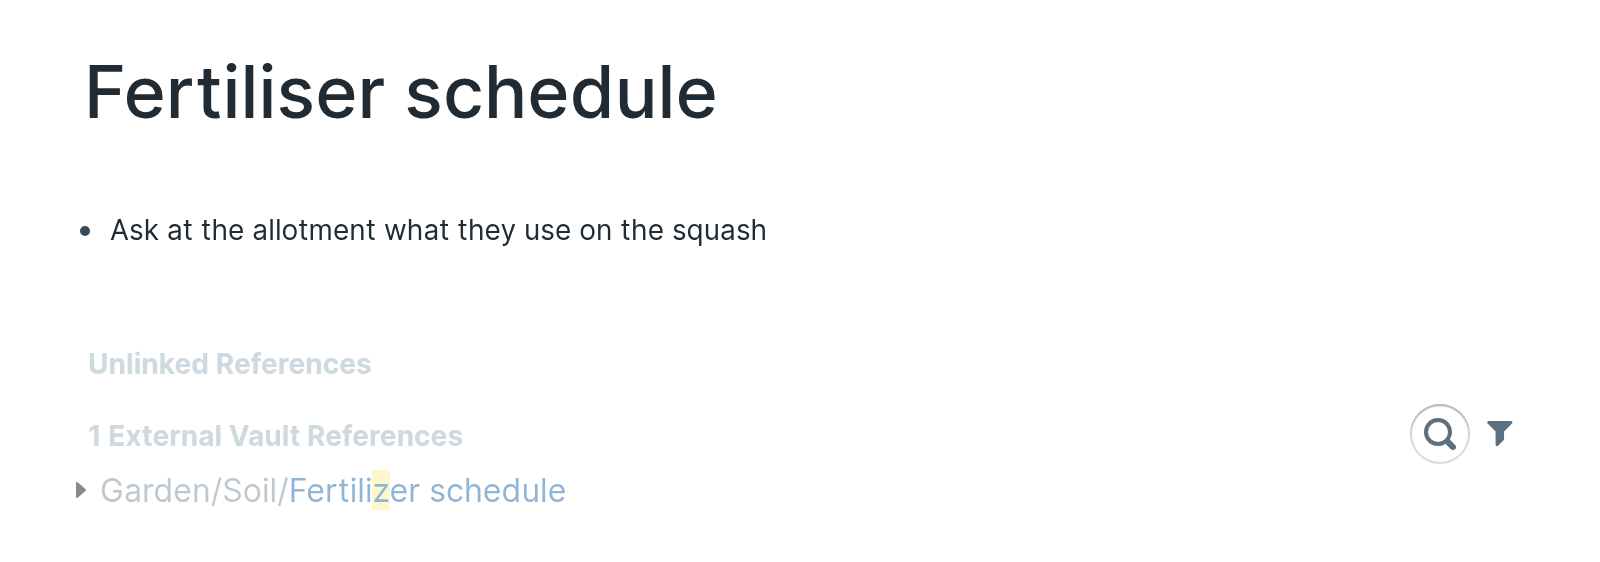 Fertiliser schedule
Ask at the allotment what they use on the squash
Unlinked References
1 External Vault References
Garden/Soil/Fertilizer schedule